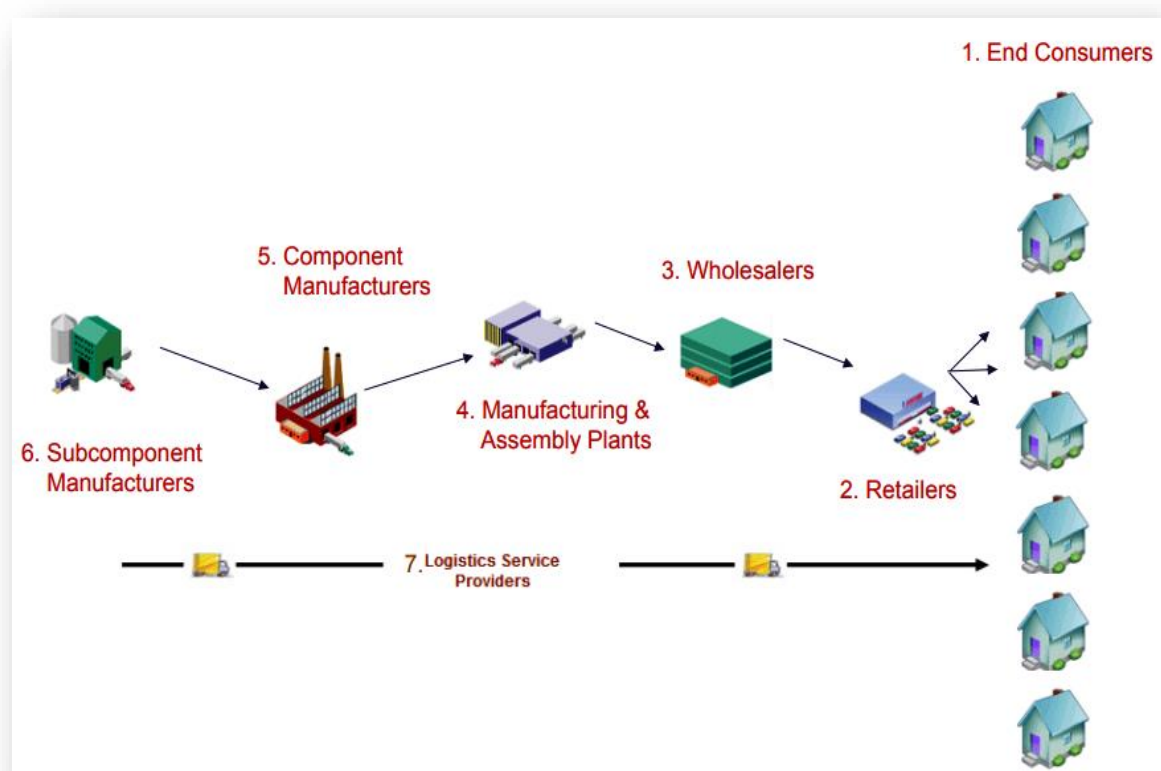 1. End Consumers
5. Component
Manufacturers
3. Wholesalers
4. Manufacturing &
Assembly Plants
6. Subcomponent
Manufacturers
2. Retailers
7. Logistics Service
Providers